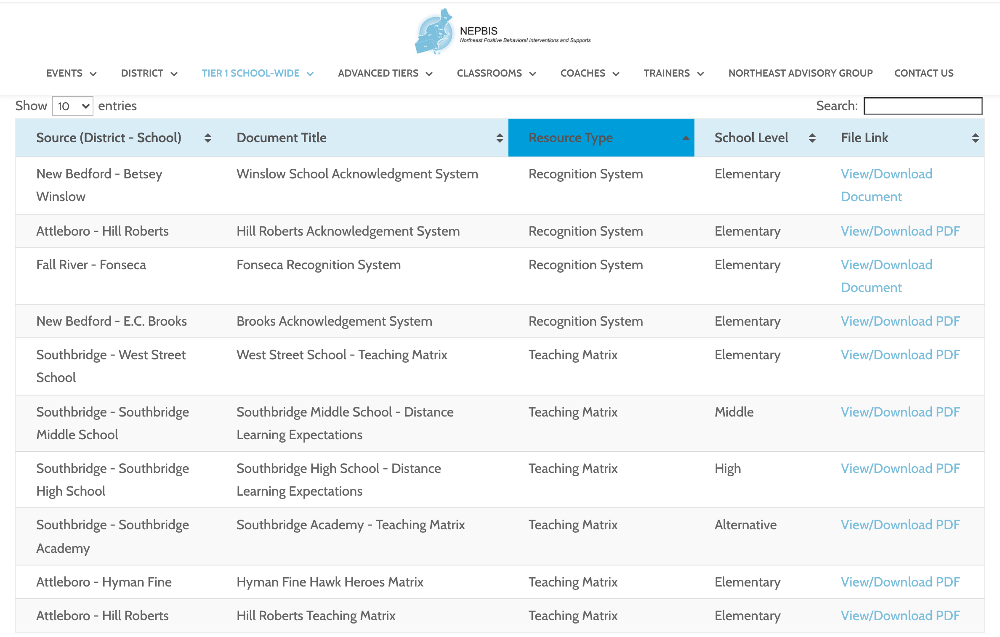 NEPBIS
Northeast Positive Behavioral Interventions and Supports
EVENTS DISTRICT TIER 1 SCHOOL-WIDE ADVANCED TIERS CLASSROOMS COACHES TRAINERS NORTHEAST ADVISORY GROUP CONTACT US
Show 10 entries Search:
Source (District - School) Document Title Resource Type School Level File Link
New Bedford - Betsey Winslow School Acknowledgment System Recognition System Elementary View/Download
Winslow Document
Attleboro - Hill Roberts Hill Roberts Acknowledgement System Recognition System Elementary View/Download PDF
Fall River - Fonseca Fonseca Recognition System Recognition System Elementary View/Download
Document
New Bedford - E.C. Brooks Brooks Acknowledgement System Recognition System Elementary View/Download PDF
Southbridge - West Street West Street School - Teaching Matrix Teaching Matrix Elementary View/Download PDF
School
Southbridge - Southbridge Southbridge Middle School - Distance Teaching Matrix Middle View/Download PDF
Middle School Learning Expectations
Southbridge - Southbridge Southbridge High School - Distance Teaching Matrix High View/Download PDF
High School Learning Expectations
Southbridge - Southbridge Southbridge Academy - Teaching Matrix Teaching Matrix Alternative View/Download PDF
Academy
Attleboro - Hyman Fine Hyman Fine Hawk Heroes Matrix Teaching Matrix Elementary View/Download PDF
Attleboro - Hill Roberts Hill Roberts Teaching Matrix Teaching Matrix Elementary View/Download PDF